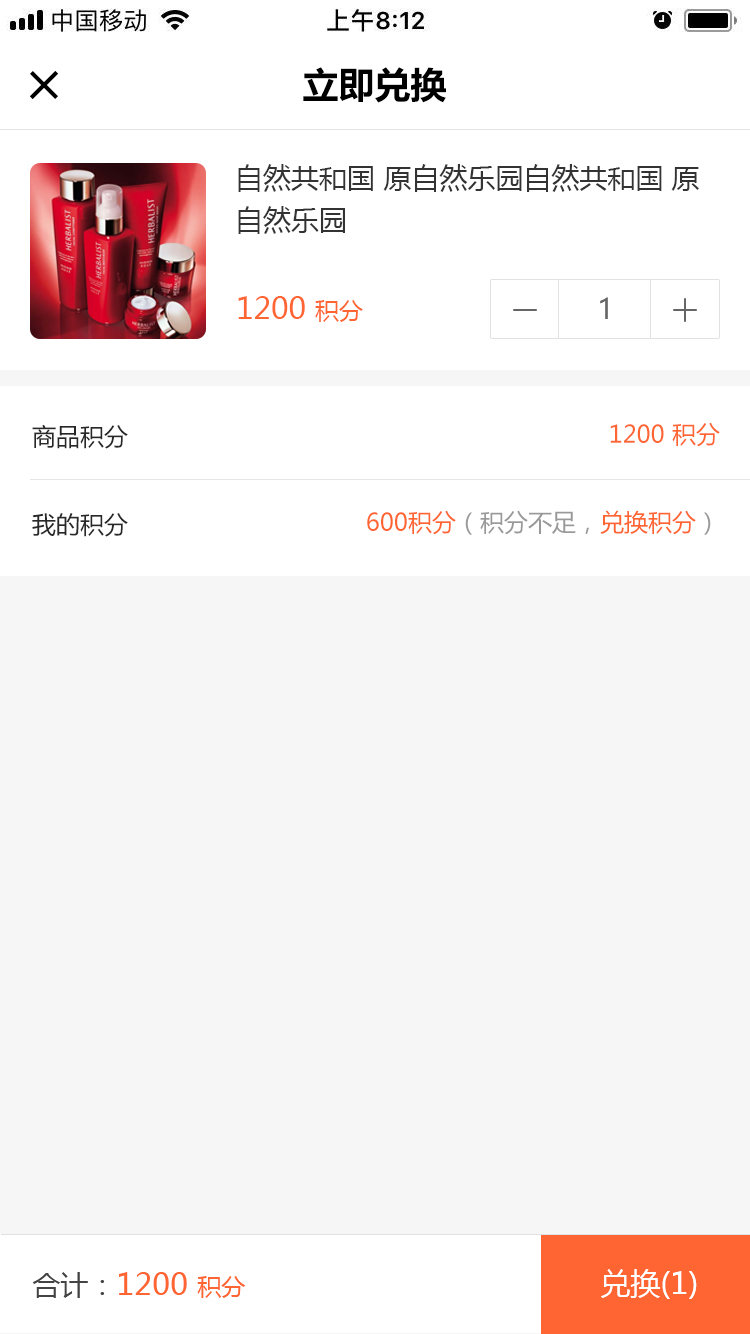 中国移动
上午8:12
立即兑换
HERBALIST
HERBALIST
HERBALIST
自然共和国 原自然乐园自然共和国 原
自然乐园
1200 积分
1
商品积分
1200 积分
我的积分
600积分（积分不足，兑换积分）
合计：1200 积分
兑换(1)